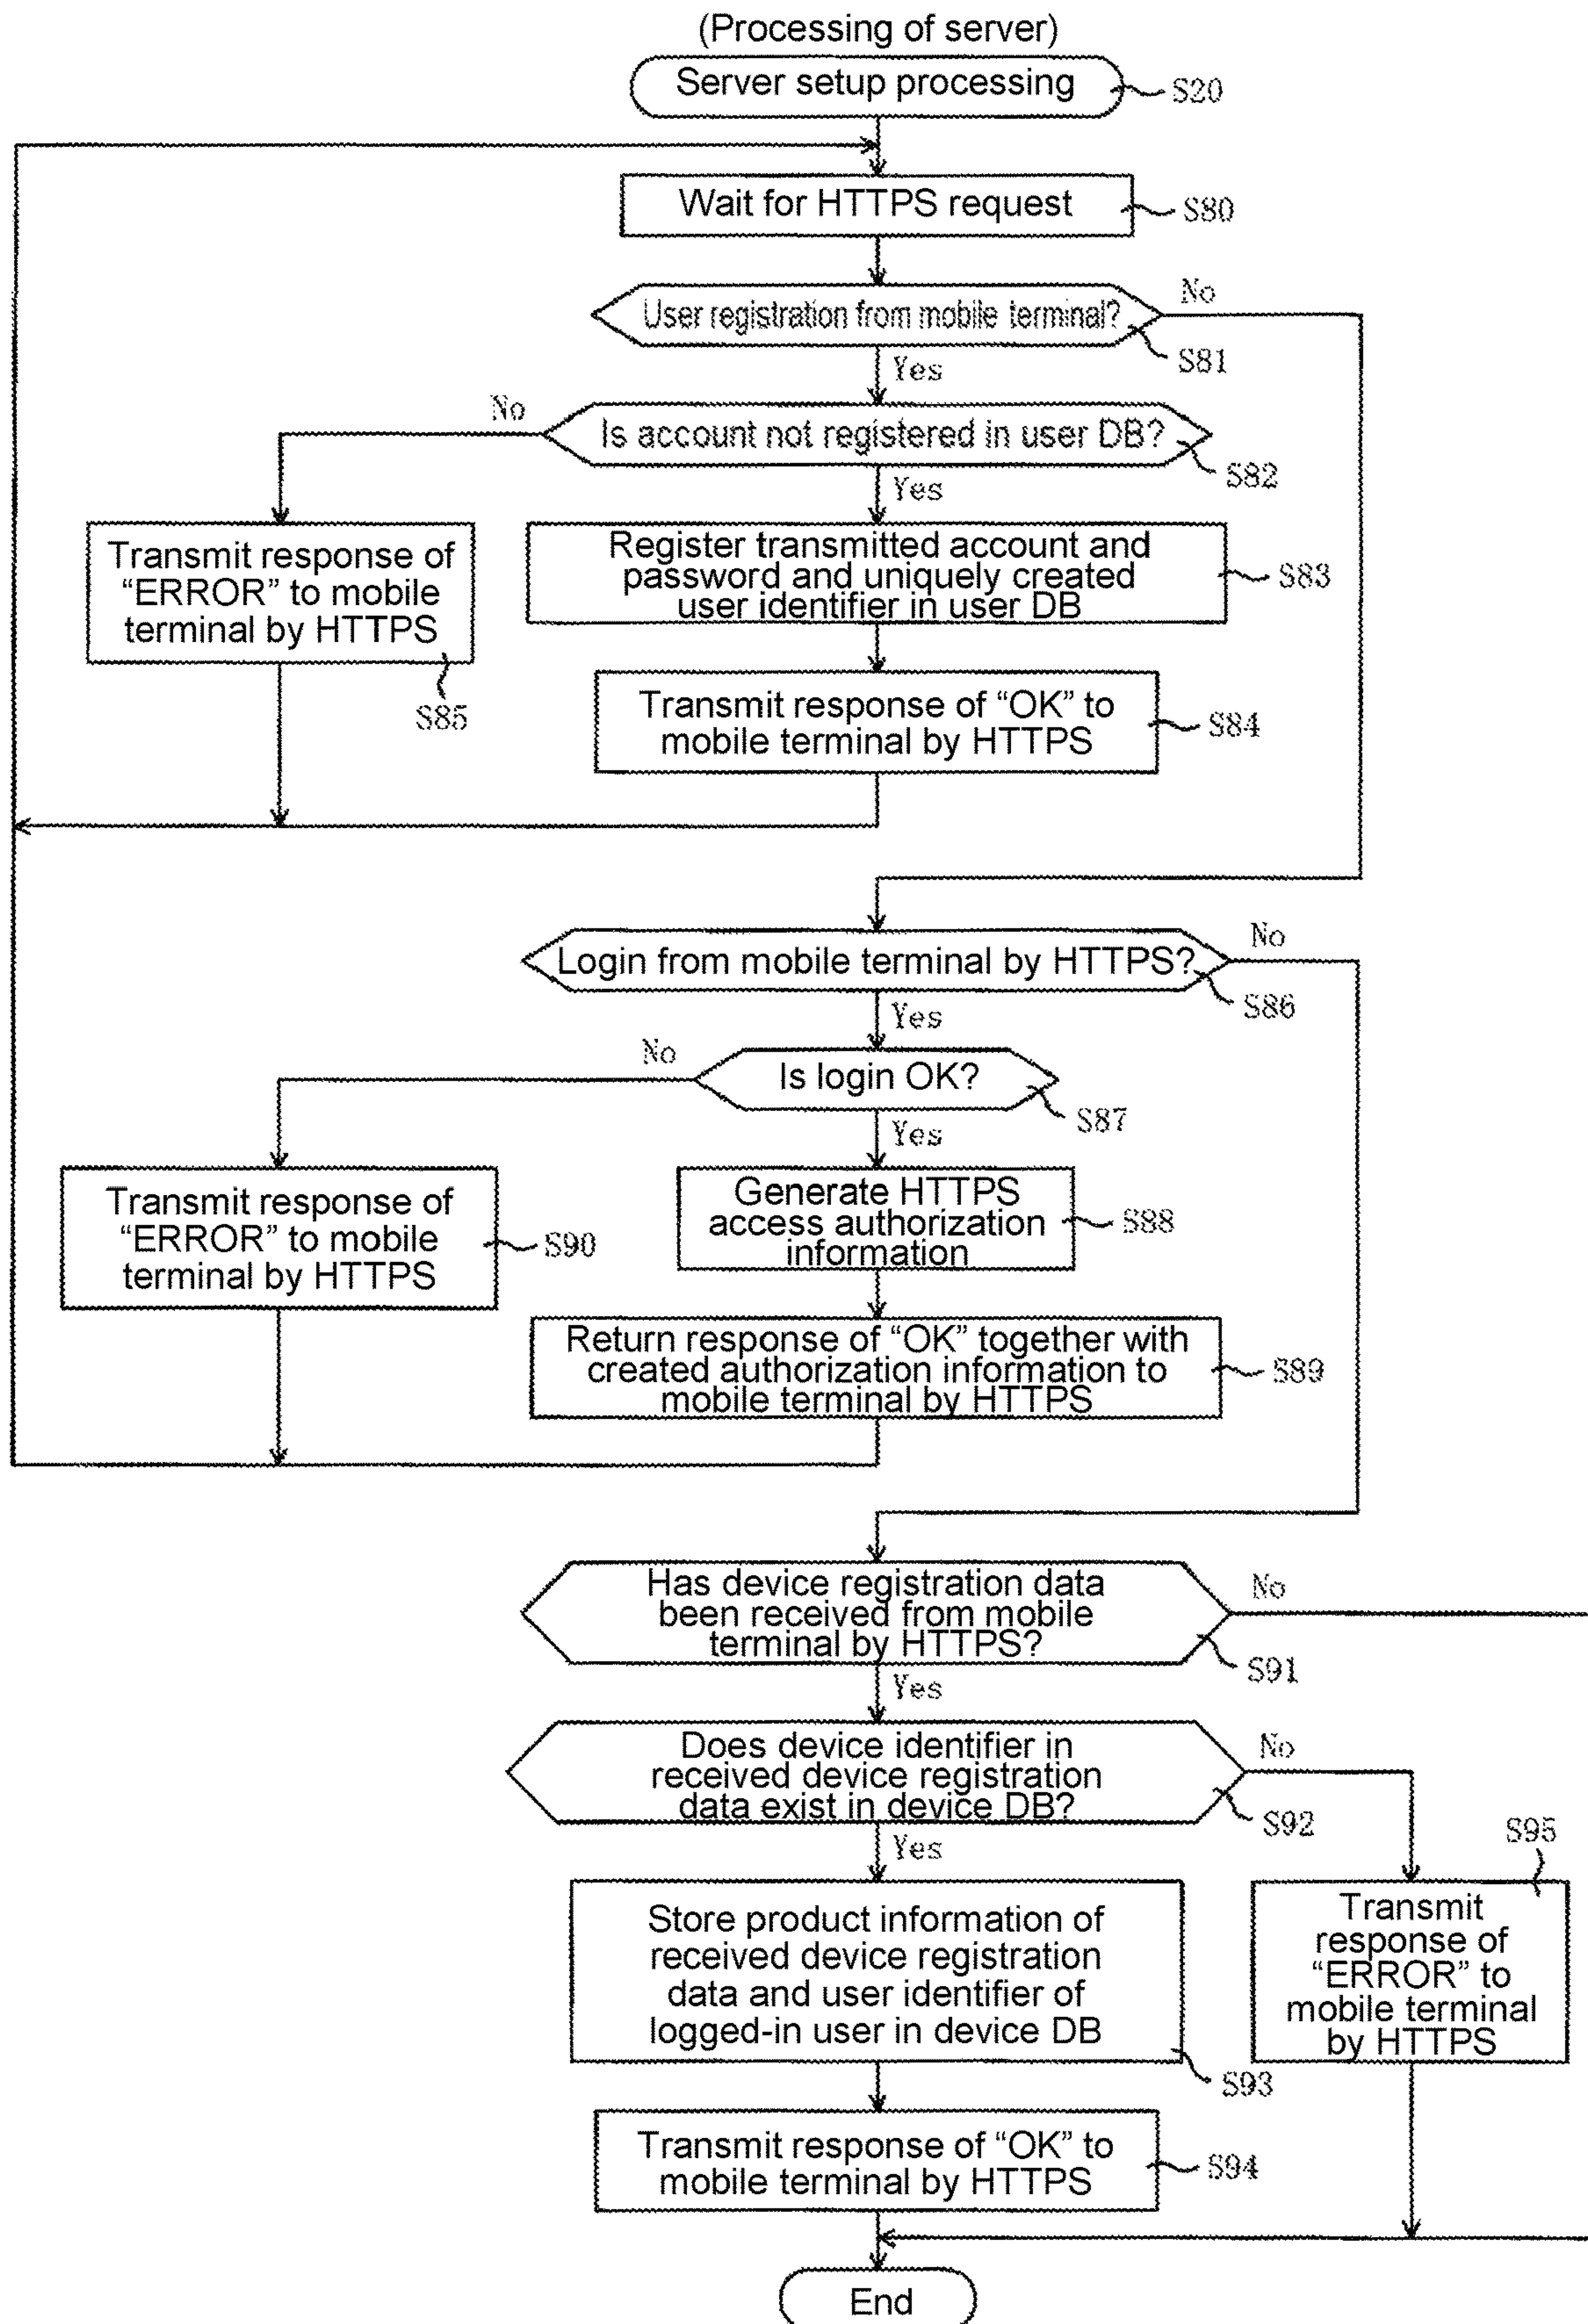 (Processing of server)
Server setup processing
S20
Wait for HTTPS request
S80
No
User registration from mobile terminal?
S81
Yes
No
Is account not registered in user DB?
S82
Yes
Transmit response of
“ERROR” to mobile
terminal by HTTPS
S85
Register transmitted account and
password and uniquely created
user identifier in user DB
S83
Transmit response of “OK” to
mobile terminal by HTTPS
S84
No
Login from mobile terminal by HTTPS?
S86
Yes
No
Is login OK?
S87
Yes
Transmit response of
“ERROR” to mobile
terminal by HTTPS
S90
Generate HTTPS
access authorization
information
S88
Return response of “OK” together with
created authorization information to
mobile terminal by HTTPS
S89
Has device registration data
been received from mobile
terminal by HTTPS?
No
S91
Yes
Does device identifier in
received device registration
data exist in device DB?
No
S92
Yes
S95
Store product information of
received device registration
data and user identifier of
logged-in user in device DB
S93
Transmit
response of
“ERROR” to
mobile terminal
by HTTPS
Transmit response of “OK” to
mobile terminal by HTTPS
S94
End